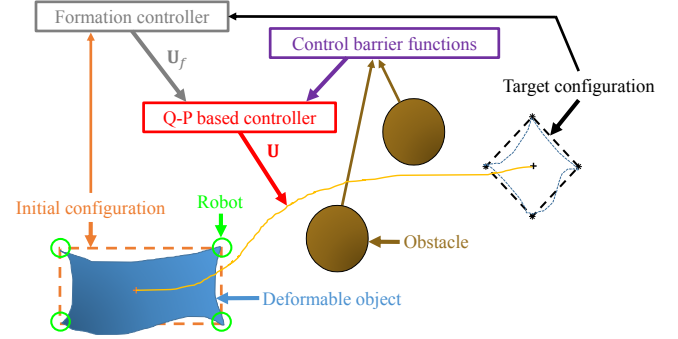 Formation controller
U_f
Control barrier functions
Target configuration
Q-P based controller
U
Initial configuration
Robot
Obstacle
Deformable object